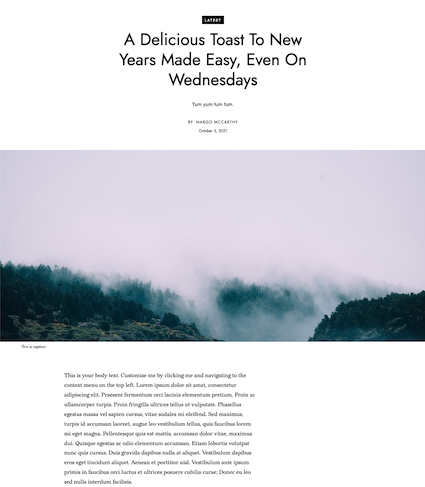 LATEST
A Delicious Toast To New
Years Made Easy, Even On
Wednesdays
Yum yum tum tum.
BY MARGO MCCARTHY
October 3, 2021
This is caption
This is your body text. Customise me by clicking me and navigating to the
context menu on the top left. Lorem ipsum dolor sit amet, consectetur
adipiscing elit. Praesent fermentum orci lacinia elementum pretium. Proin ac
ullamcorper turpis. Proin fringilla ultrices tellus ut vulputate. Phasellus
egestas massa vel sapien cursus, vitae sodales mi eleifend. Sed maximus,
turpis id accumsan laoreet, augue leo vestibulum tellus, quis faucibus lorem
mi eget magna. Pellentesque quis est mattis, accumsan dolor vitae, maximus
dui. Quisque egestas ac odio elementum accumsan. Etiam lobortis volutpat
nunc quis cursus. Duis gravida dapibus nulla at aliquet. Vestibulum dapibus
eros eget tincidunt aliquet. Aenean et porttitor nisl. Vestibulum ante ipsum
primis in faucibus orci luctus et ultrices posuere cubilia curae; Donec eu leo
sed nulla interdum facilisis.